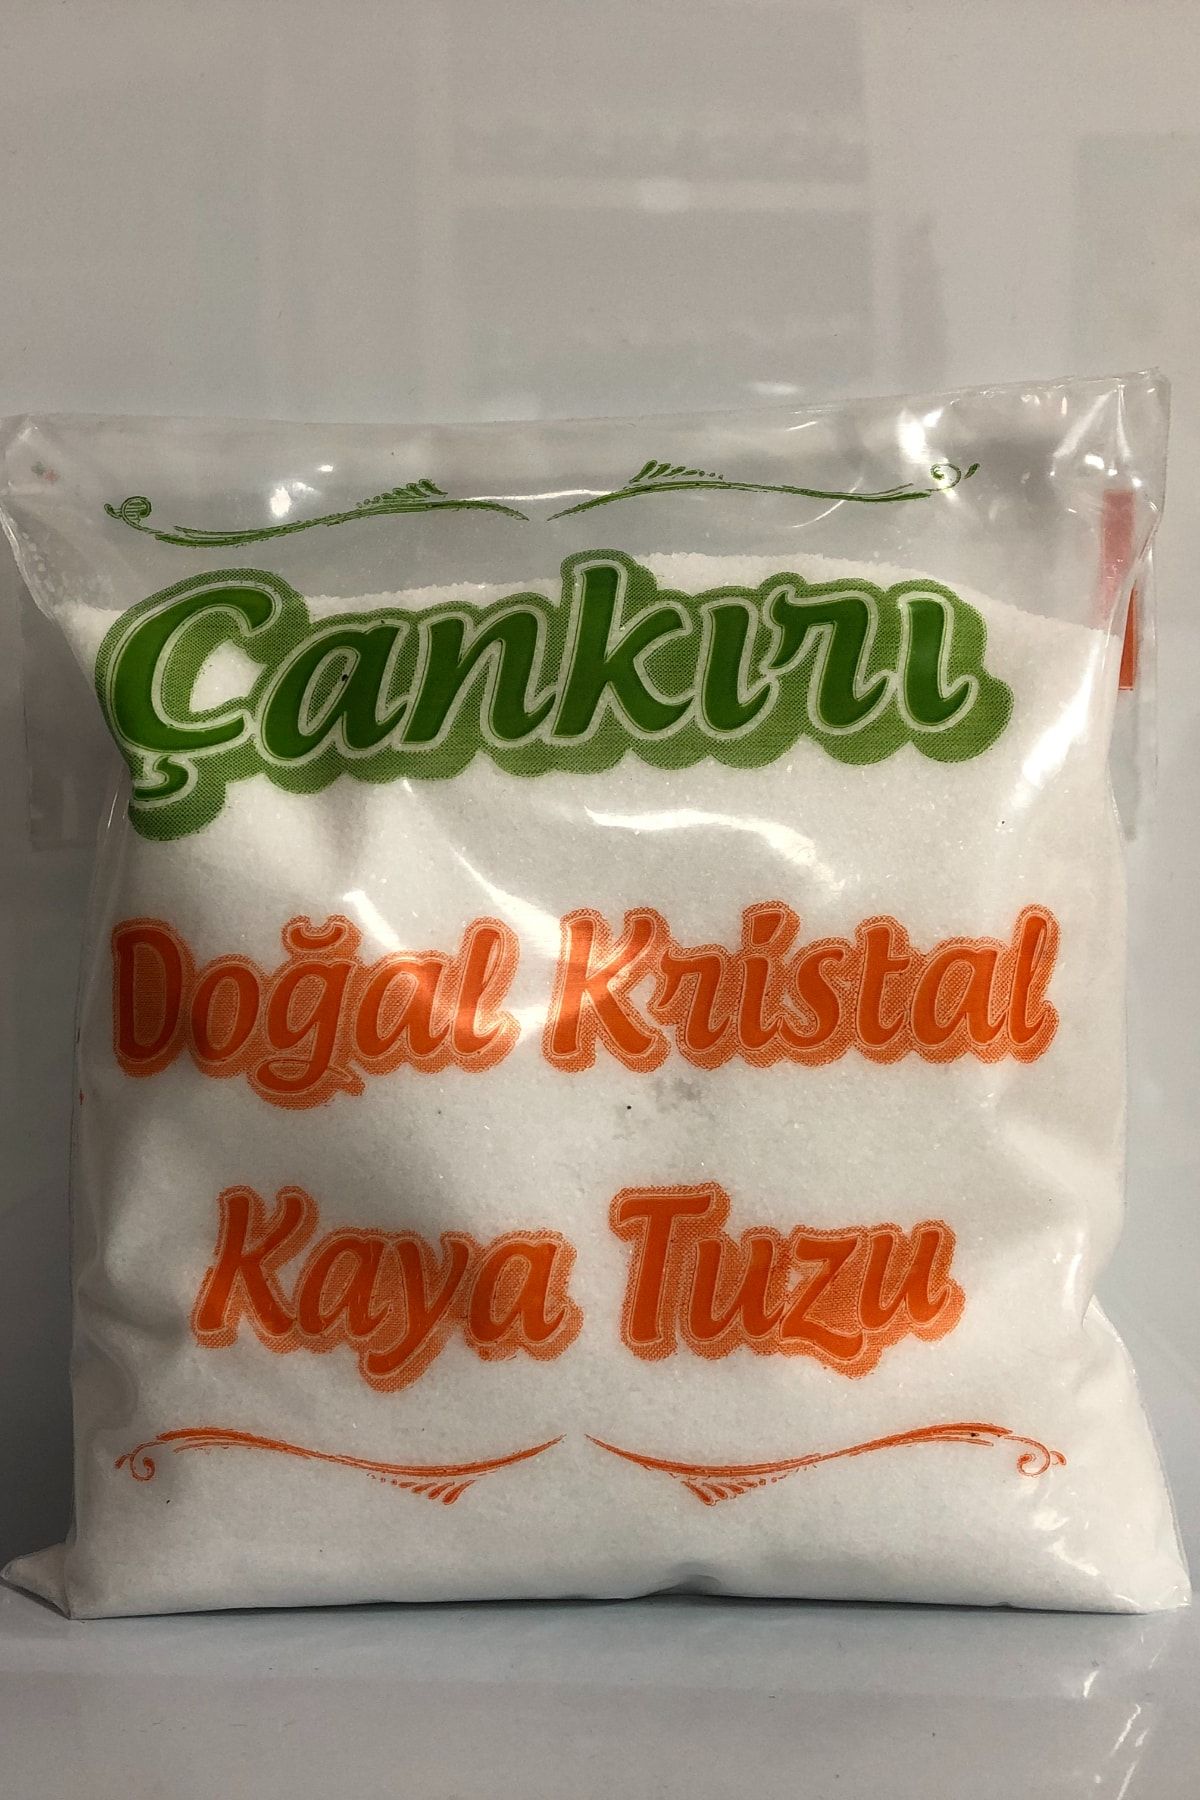 Çankırı
Doğal Kristal
Kaya Tuzu